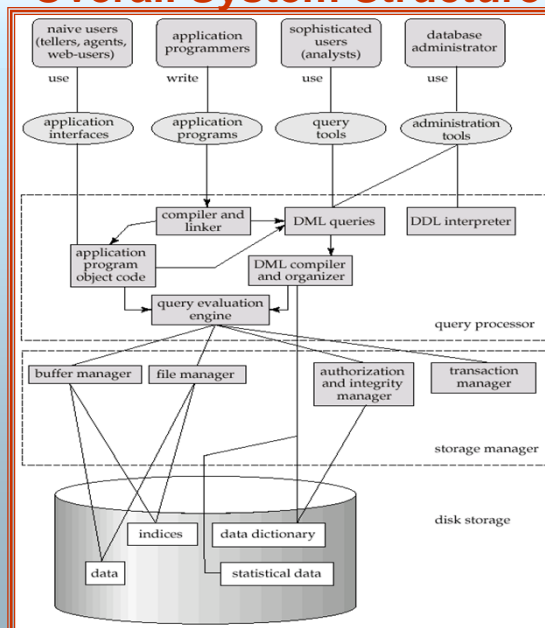 Overall System Structure
naive users
(tellers, agents,
web-users)
application
programmers
sophisticated
users
(analysts)
database
administrator
use
write
use
use
application
interfaces
application
programs
query
tools
administration
tools
compiler and
linker
DML queries
DDL interpreter
application
program
object code
DML compiler
and organizer
query evaluation
engine
query processor
buffer manager
file manager
authorization
and integrity
manager
transaction
manager
storage manager
disk storage
indices
data dictionary
data
statistical data